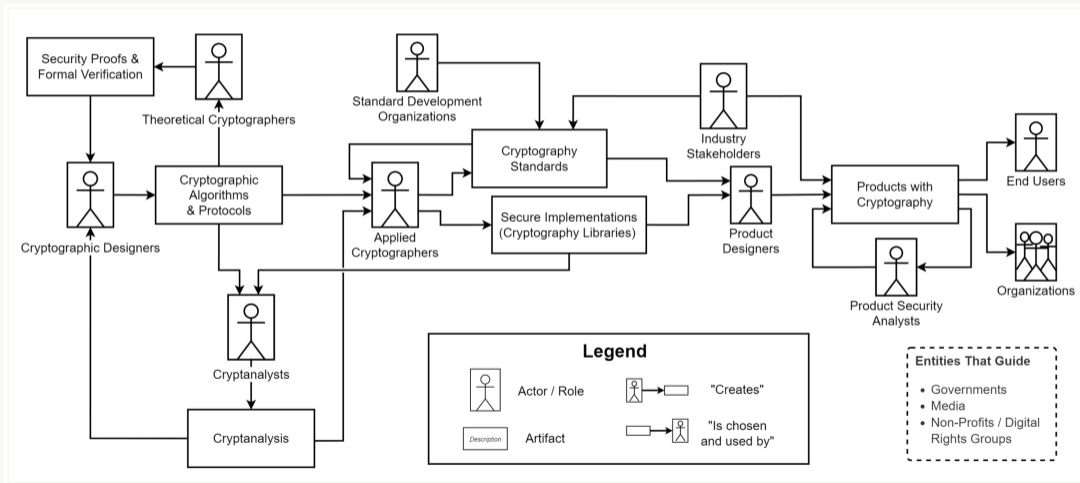 Security Proofs &
Formal Verification
Theoretical Cryptographers
Standard Development
Organizations
Industry
Stakeholders
Cryptography
Standards
End Users
Cryptographic Designers
Cryptographic
Algorithms
& Protocols
Applied
Cryptographers
Secure Implementations
(Cryptography Libraries)
Product
Designers
Products with
Cryptography
Organizations
Product Security
Analysts
Cryptanalysts
Cryptanalysis
Legend
Actor / Role
"Creates"
Description
Artifact
"Is chosen
and used by"
Entities That Guide
• Governments
• Media
• Non-Profits / Digital
Rights Groups